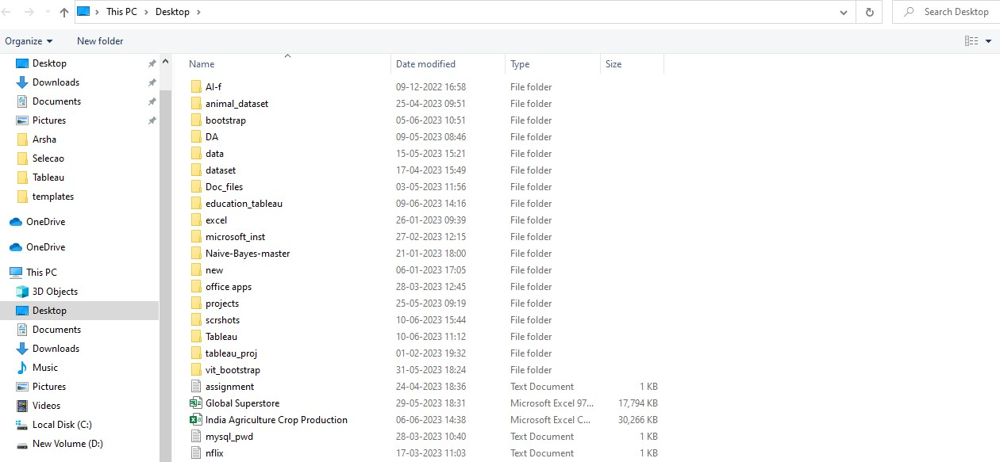 This PC > Desktop >
Search Desktop
Organize
New folder
Desktop
Downloads
Documents
Pictures
Arsha
Selecao
Tableau
templates
OneDrive
OneDrive
This PC
3D Objects
Desktop
Documents
Downloads
Music
Pictures
Videos
Local Disk (C:)
New Volume (D:)
Name Date modified Type Size
AI-f 09-12-2022 16:58 File folder
animal_dataset 25-04-2023 09:51 File folder
bootstrap 05-06-2023 10:51 File folder
DA 09-05-2023 08:46 File folder
data 15-05-2023 15:21 File folder
dataset 17-04-2023 15:49 File folder
Doc_files 03-05-2023 11:56 File folder
education_tableau 09-06-2023 14:16 File folder
excel 26-01-2023 09:39 File folder
microsoft_inst 27-02-2023 12:15 File folder
Naive-Bayes-master 21-01-2023 18:00 File folder
new 06-01-2023 17:05 File folder
office apps 28-03-2023 12:45 File folder
projects 25-05-2023 09:19 File folder
scrshots 10-06-2023 15:44 File folder
Tableau 10-06-2023 11:12 File folder
tableau_proj 01-02-2023 19:32 File folder
vit_bootstrap 31-05-2023 18:24 File folder
assignment 24-04-2023 18:36 Text Document 1 KB
Global Superstore 29-05-2023 18:31 Microsoft Excel 97... 17,794 KB
India Agriculture Crop Production 06-06-2023 14:38 Microsoft Excel C... 30,266 KB
mysql_pwd 28-03-2023 10:40 Text Document 1 KB
nflix 17-03-2023 11:03 Text Document 1 KB